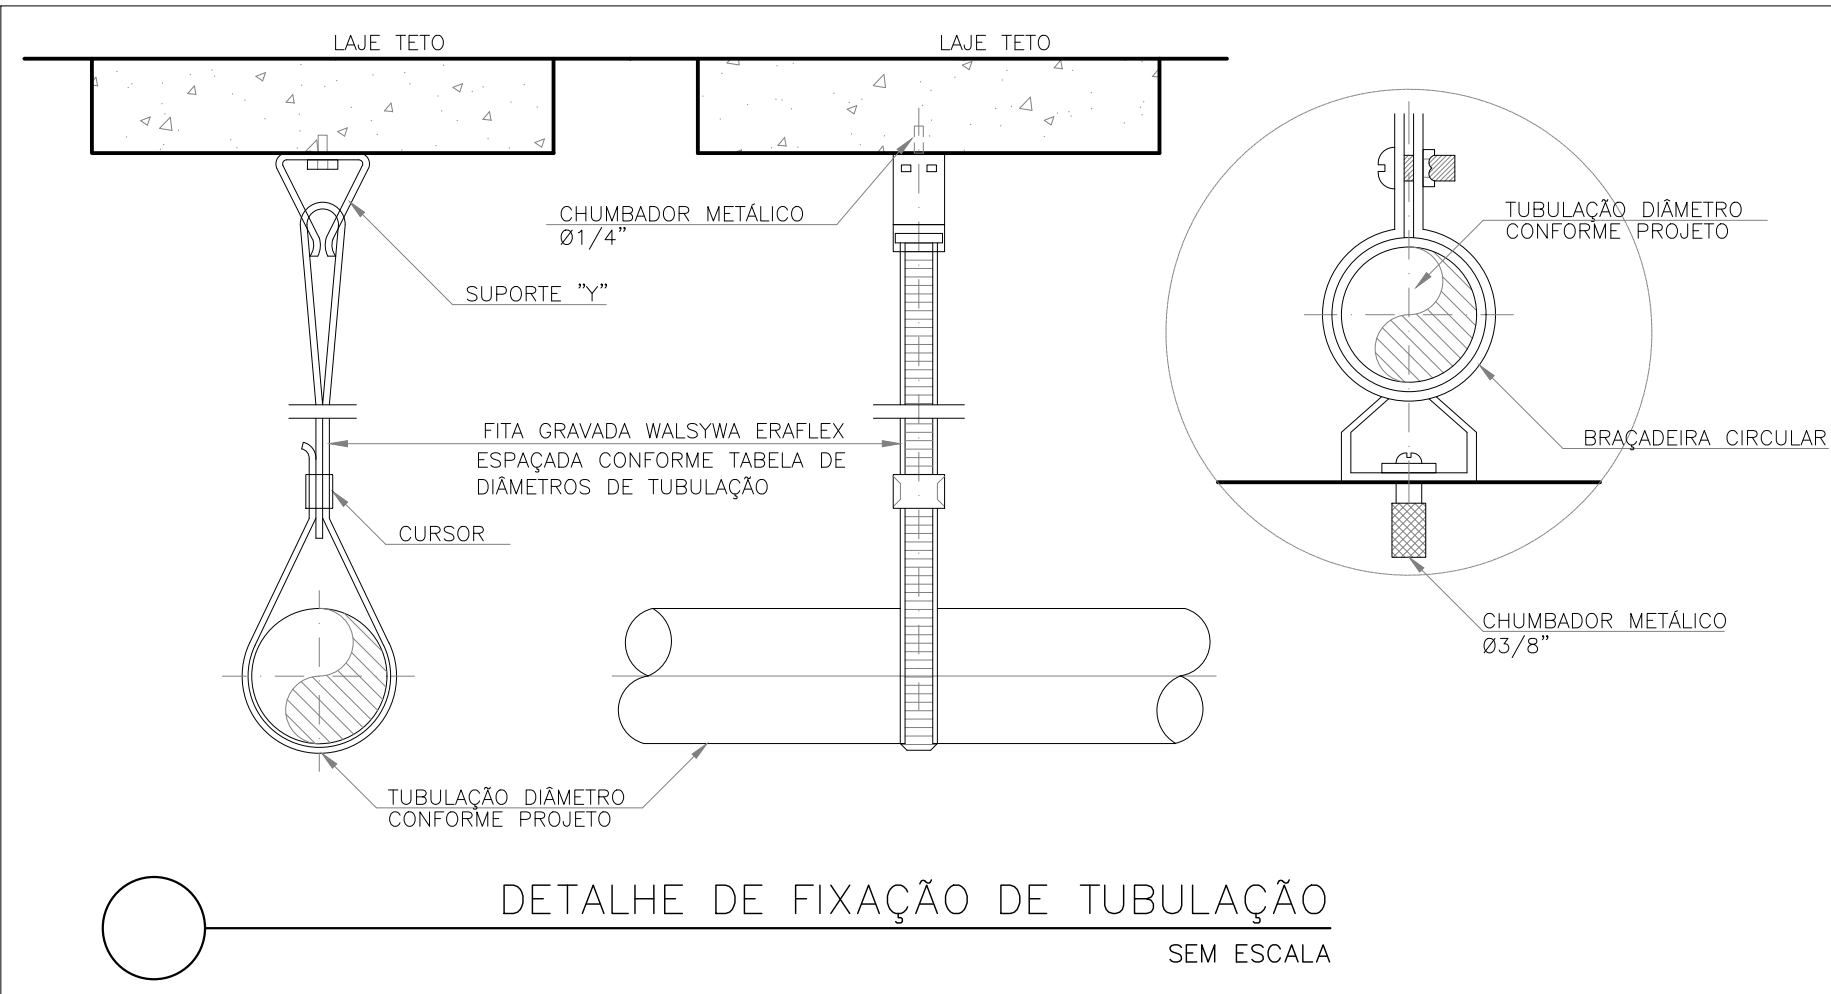 LAJE TETO
LAJE TETO
CHUMBADOR METÁLICO
Ø1/4”
SUPORTE ”Y”
TUBULAÇÃO DIÂMETRO
CONFORME PROJETO
FITA GRAVADA WALSYWA ERAFLEX
ESPAÇADA CONFORME TABELA DE
DIÂMETROS DE TUBULAÇÃO
BRAÇADEIRA CIRCULAR
CURSOR
CHUMBADOR METÁLICO
Ø3/8”
TUBULAÇÃO DIÂMETRO
CONFORME PROJETO
DETALHE DE FIXAÇÃO DE TUBULAÇÃO
SEM ESCALA